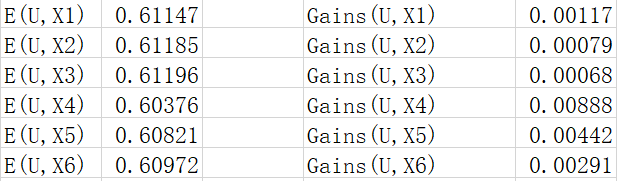 E(U,X1) 0.61147 Gains(U,X1) 0.00117
E(U,X2) 0.61185 Gains(U,X2) 0.00079
E(U,X3) 0.61196 Gains(U,X3) 0.00068
E(U,X4) 0.60376 Gains(U,X4) 0.00888
E(U,X5) 0.60821 Gains(U,X5) 0.00442
E(U,X6) 0.60972 Gains(U,X6) 0.00291